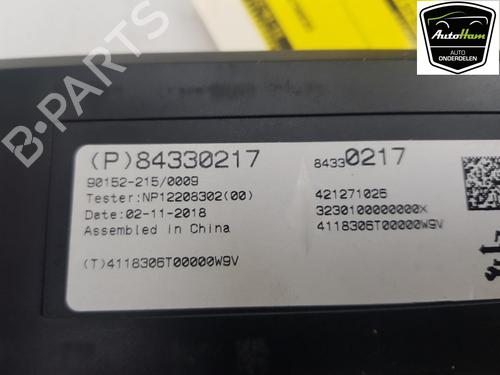 AutoHam
AUTO
ONDERDELEN
B-PARTS
(P)84330217
84330217
90152-215/0009
Tester:NP12208302(00)
421271026
Date:02-11-2018
3230100000000X
Assembled in China
4118306T00000W9V
(T)4118306T00000W9V